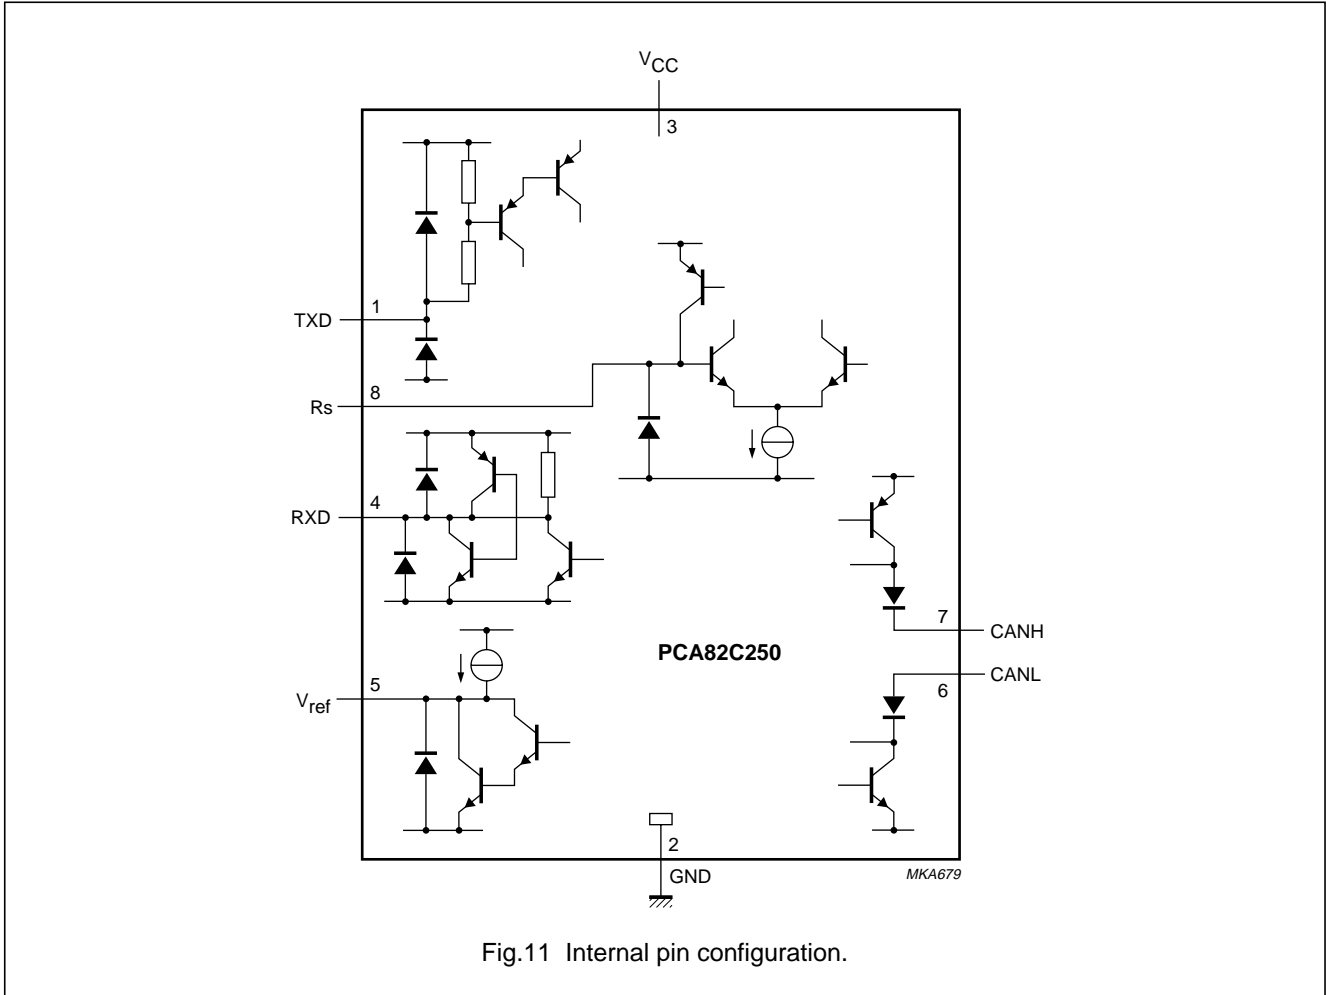 VCC
3
1
TXD
8
Rs
4
RXD
7
CANH
PCA82C250
CANL
6
5
Vref
2
GND
MKA679
Fig.11 Internal pin configuration.